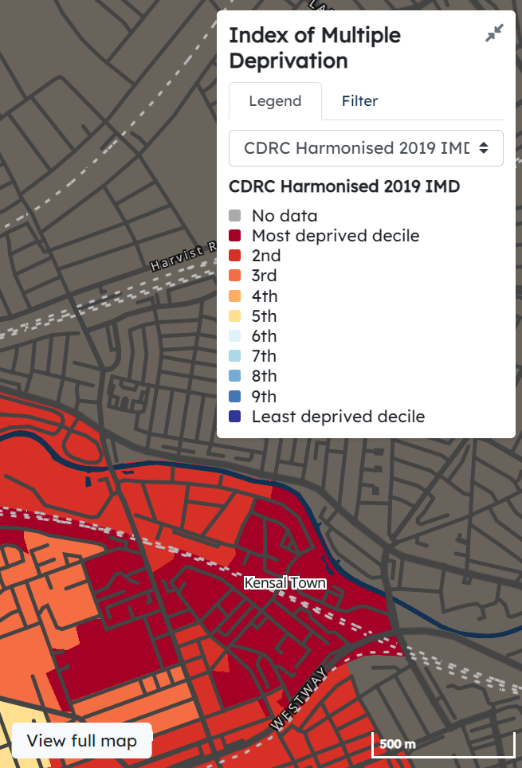 Index of Multiple
Deprivation
Legend
Filter
CDRC Harmonised 2019 IMD
CDRC Harmonised 2019 IMD
No data
Most deprived decile
2nd
3rd
4th
5th
6th
7th
8th
9th
Least deprived decile
Harvist R
Kensal Town
WESTWAY
View full map
500 m